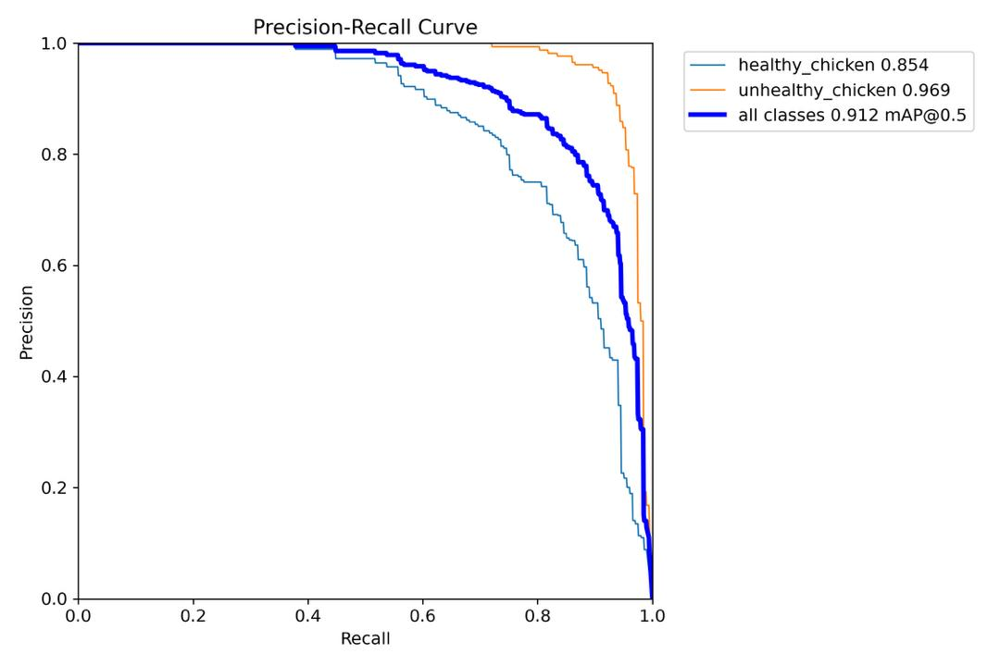 Precision-Recall Curve
1.0
0.8
0.6
0.4
0.2
0.0
Precision
0.0 0.2 0.4 0.6 0.8 1.0
Recall
healthy_chicken 0.854
unhealthy_chicken 0.969
all classes 0.912 mAP@0.5